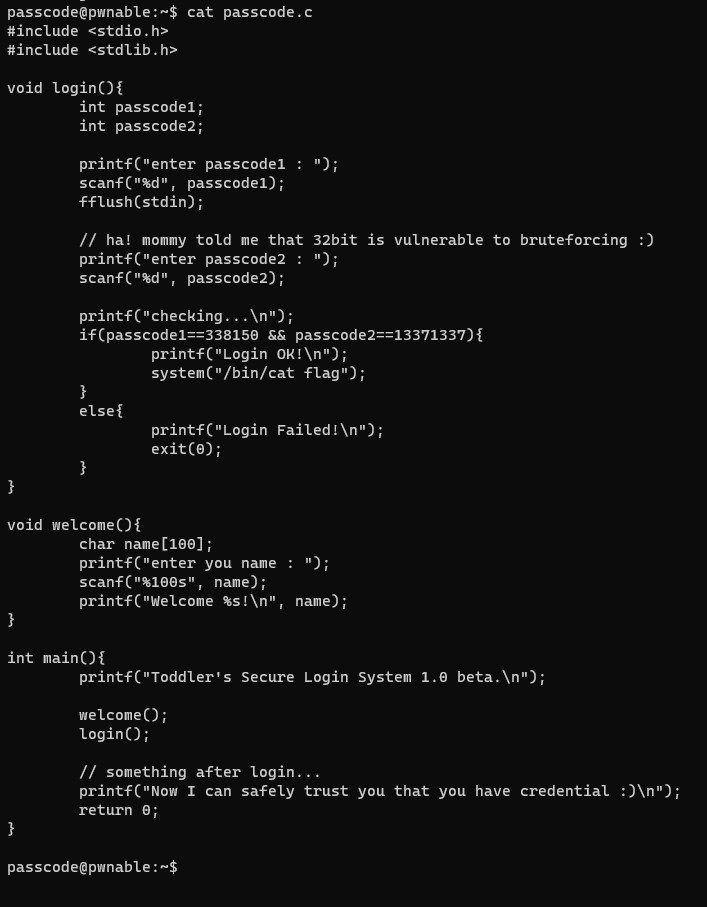 passcode@pwnable:~$ cat passcode.c
#include <stdio.h>
#include <stdlib.h>

void login(){
        int passcode1;
        int passcode2;

        printf("enter passcode1 : ");
        scanf("%d", passcode1);
        fflush(stdin);

        // ha! mommy told me that 32bit is vulnerable to bruteforcing :)
        printf("enter passcode2 : ");
        scanf("%d", passcode2);

        printf("checking...\n");
        if(passcode1==338150 && passcode2==13371337){
                printf("Login OK!\n");
                system("/bin/cat flag");
        }
        else{
                printf("Login Failed!\n");
                exit(0);
        }
}

void welcome(){
        char name[100];
        printf("enter you name : ");
        scanf("%100s", name);
        printf("Welcome %s!\n", name);
}

int main(){
        printf("Toddler's Secure Login System 1.0 beta.\n");

        welcome();
        login();

        // something after login...
        printf("Now I can safely trust you that you have credential :)\n");
        return 0;
}

passcode@pwnable:~$